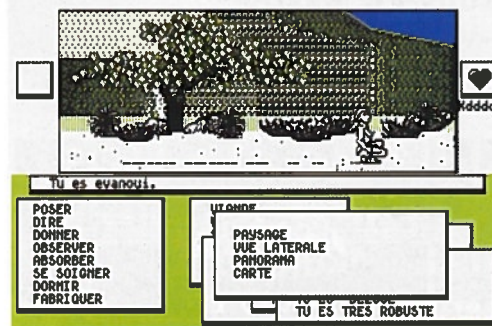 Tu es evanoui.
POSER
DIRE
DONNER
OBSERVER
ABSORBER
SE SOIGNER
DORMIR
FABRIQUER
VIANDE
PAYSAGE
VUE LATERALE
PANORAMA
CARTE
TU ES TRES ROBUSTE